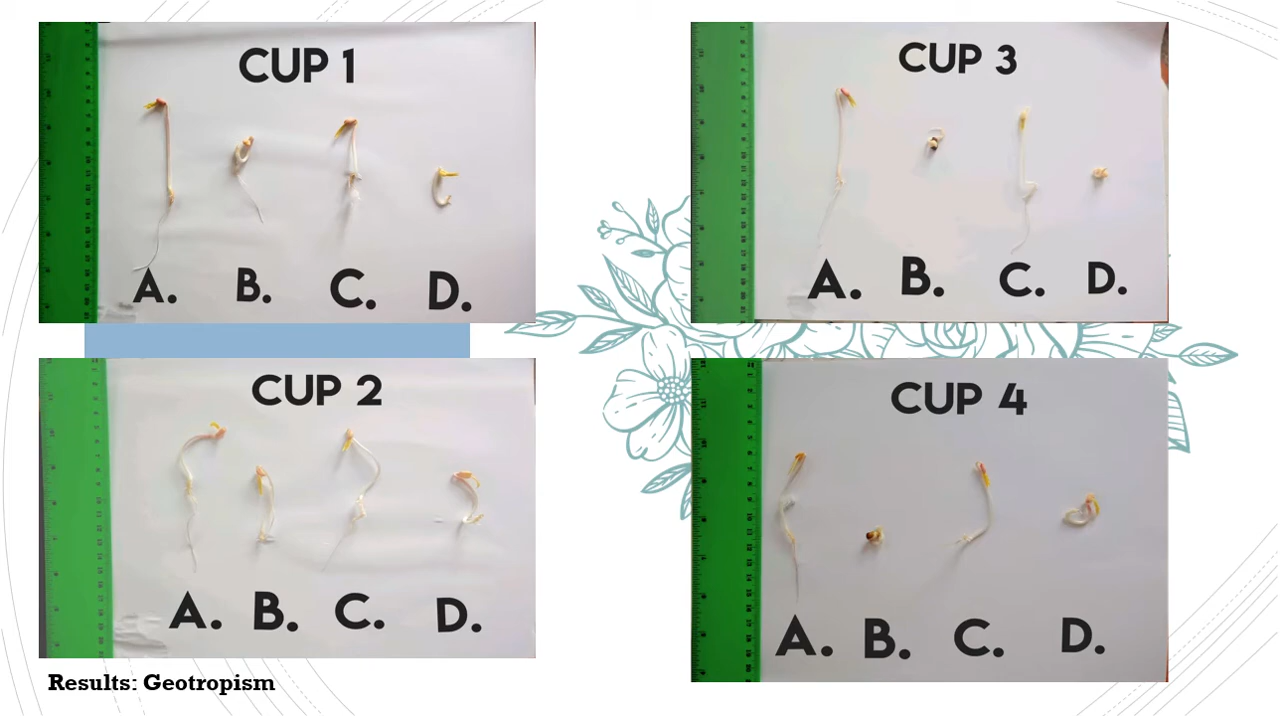 CUP 1
A. B. C. D.
CUP 3
A. B. C. D.
CUP 2
A. B. C. D.
CUP 4
A. B. C. D.
Results: Geotropism